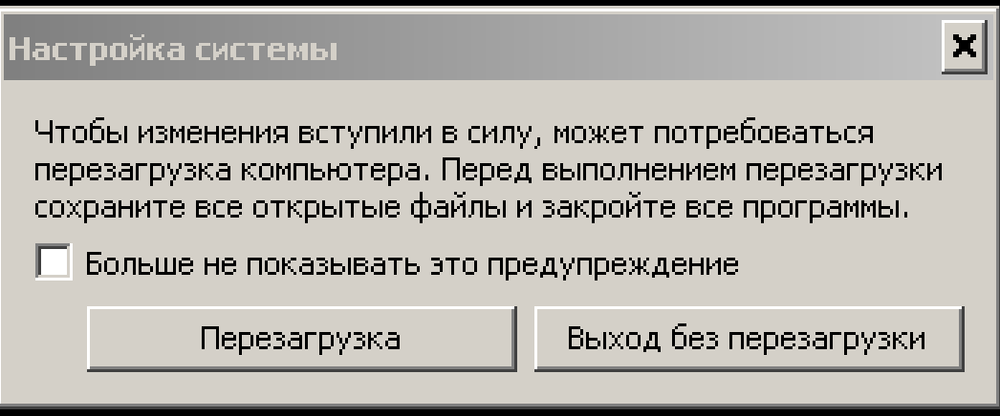 Настройка системы
Чтобы изменения вступили в силу, может потребоваться
перезагрузка компьютера. Перед выполнением перезагрузки
сохраните все открытые файлы и закройте все программы.
Больше не показывать это предупреждение
Перезагрузка
Выход без перезагрузки